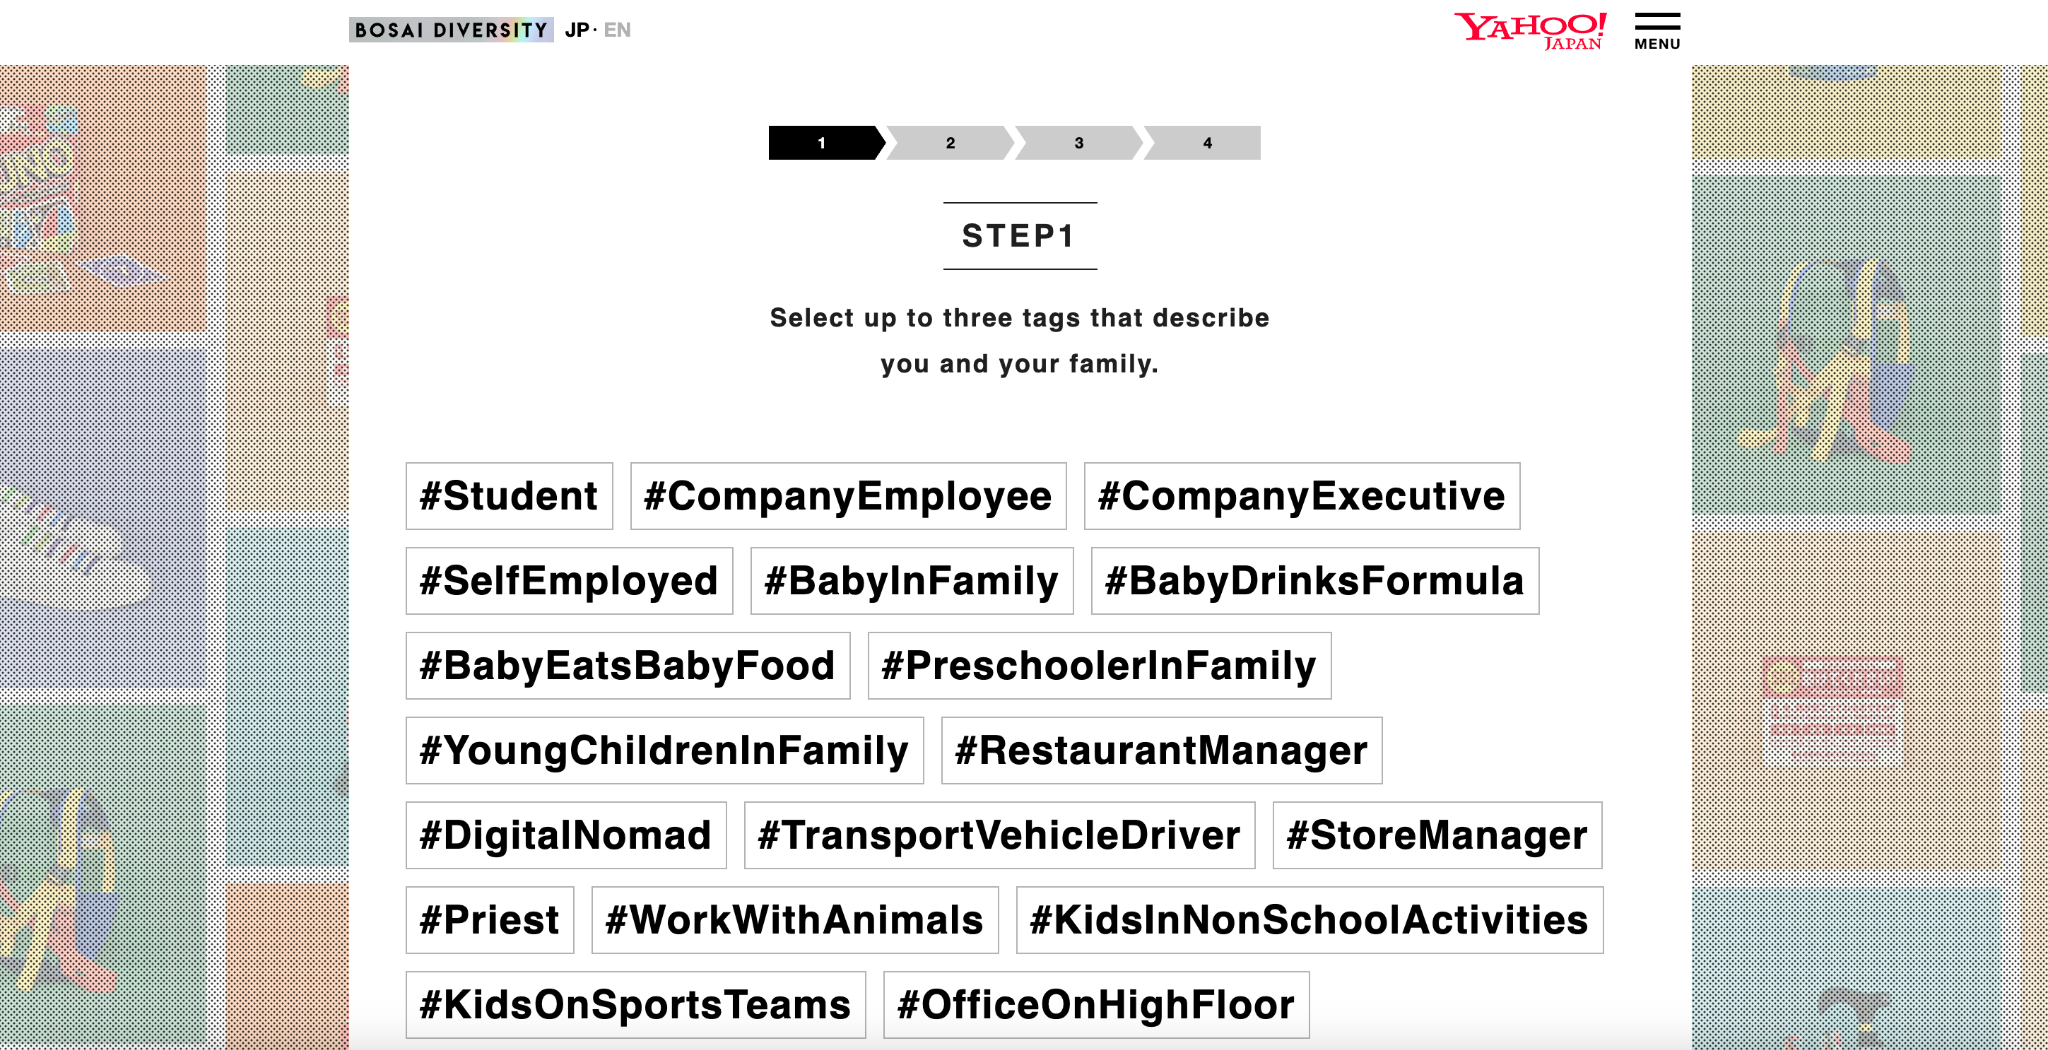 BOSAI DIVERSITY JP · EN
YAHOO! JAPAN
MENU
1 2 3 4
STEP1
Select up to three tags that describe
you and your family.
#Student #CompanyEmployee #CompanyExecutive
#SelfEmployed #BabyInFamily #BabyDrinksFormula
#BabyEatsBabyFood #PreschoolerInFamily
#YoungChildrenInFamily #RestaurantManager
#DigitalNomad #TransportVehicleDriver #StoreManager
#Priest #WorkWithAnimals #KidsInNonSchoolActivities
#KidsOnSportsTeams #OfficeOnHighFloor